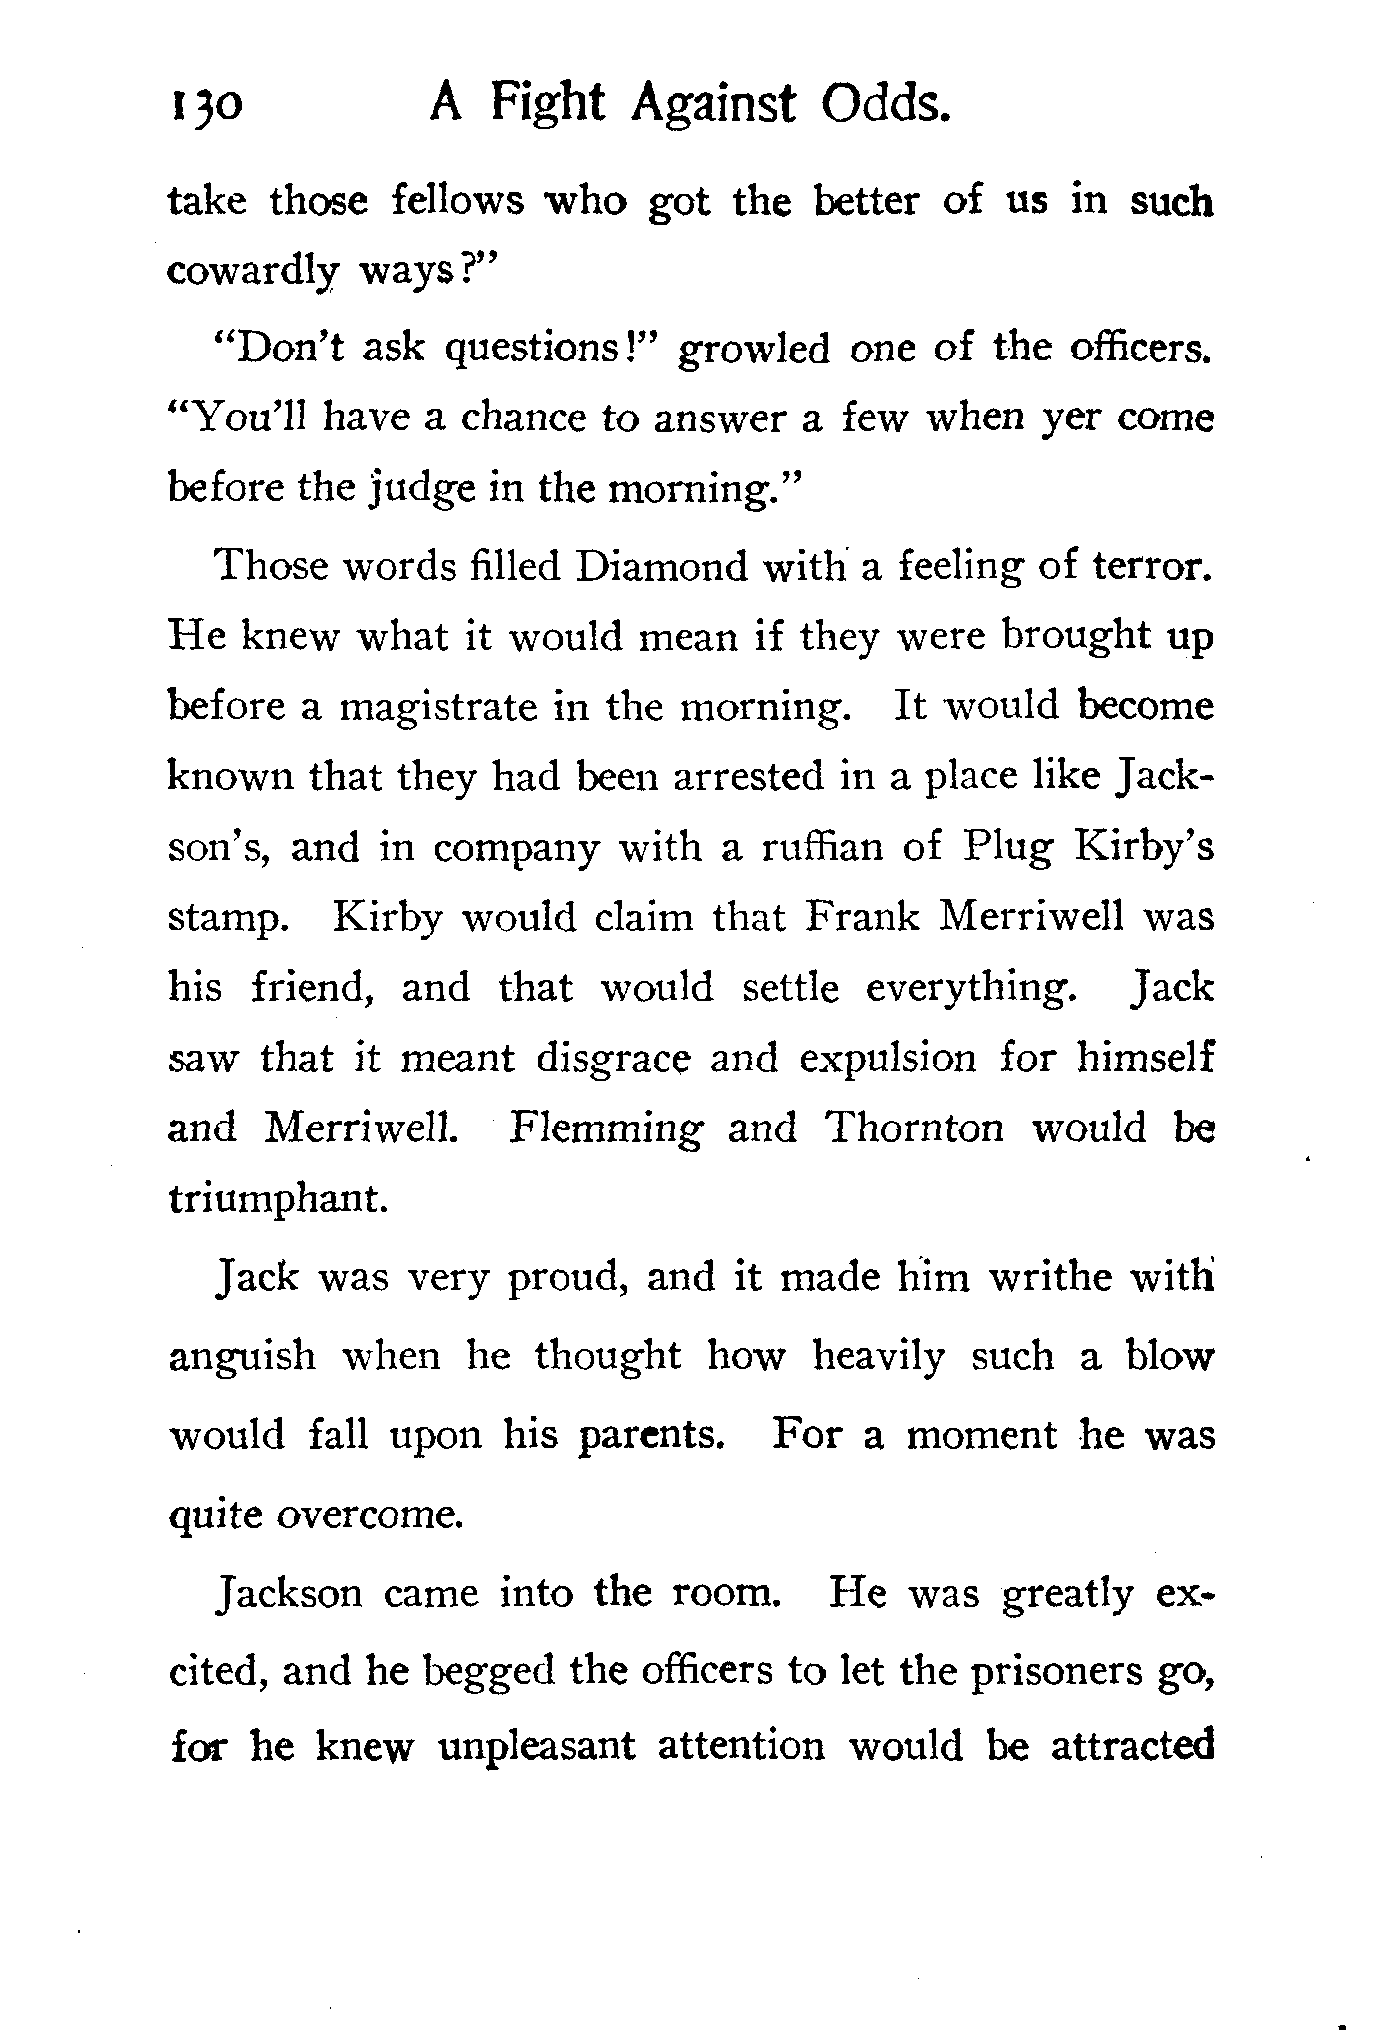 130 A Fight Against Odds.
take those fellows who got the better of us in such
cowardly ways?"
"Don't ask questions!" growled one of the officers.
"You'll have a chance to answer a few when yer come
before the judge in the morning."
Those words filled Diamond with a feeling of terror.
He knew what it would mean if they were brought up
before a magistrate in the morning. It would become
known that they had been arrested in a place like Jack-
son's, and in company with a ruffian of Plug Kirby's
stamp. Kirby would claim that Frank Merriwell was
his friend, and that would settle everything. Jack
saw that it meant disgrace and expulsion for himself
and Merriwell. Flemming and Thornton would be
triumphant.
Jack was very proud, and it made him writhe with
anguish when he thought how heavily such a blow
would fall upon his parents. For a moment he was
quite overcome.
Jackson came into the room. He was greatly ex-
cited, and he begged the officers to let the prisoners go,
for he knew unpleasant attention would be attracted